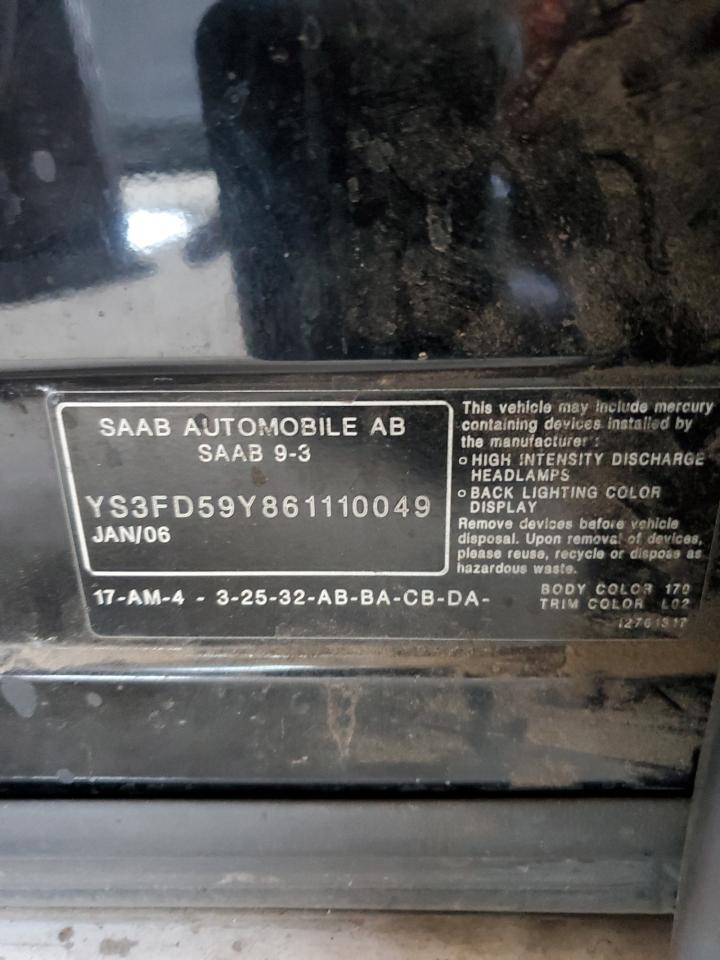 SAAB AUTOMOBILE AB
SAAB 9-3
YS3FD59Y861110049
JAN/06
17-AM-4 - 3-25-32-AB-BA-CB-DA-
This vehicle may include mercury
containing devices installed by
the manufacturer :
o HIGH INTENSITY DISCHARGE
HEADLAMPS
o BACK LIGHTING COLOR
DISPLAY
Remove devices before vehicle
disposal. Upon removal of devices,
please reuse, recycle or dispose as
hazardous waste.
BODY COLOR 170
TRIM COLOR L02